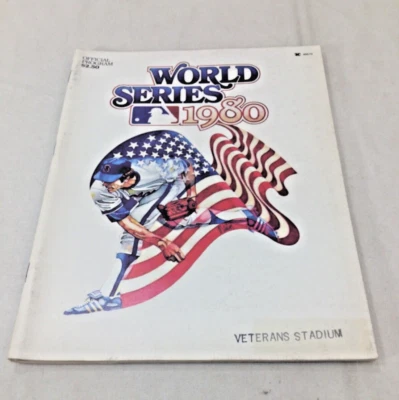 OFFICIAL
PROGRAM
WORLD
SERIES
1980
VETERANS STADIUM